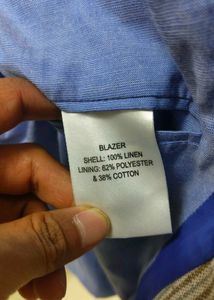 BLAZER
SHELL: 100% LINEN
LINING: 62% POLYESTER
& 38% COTTON